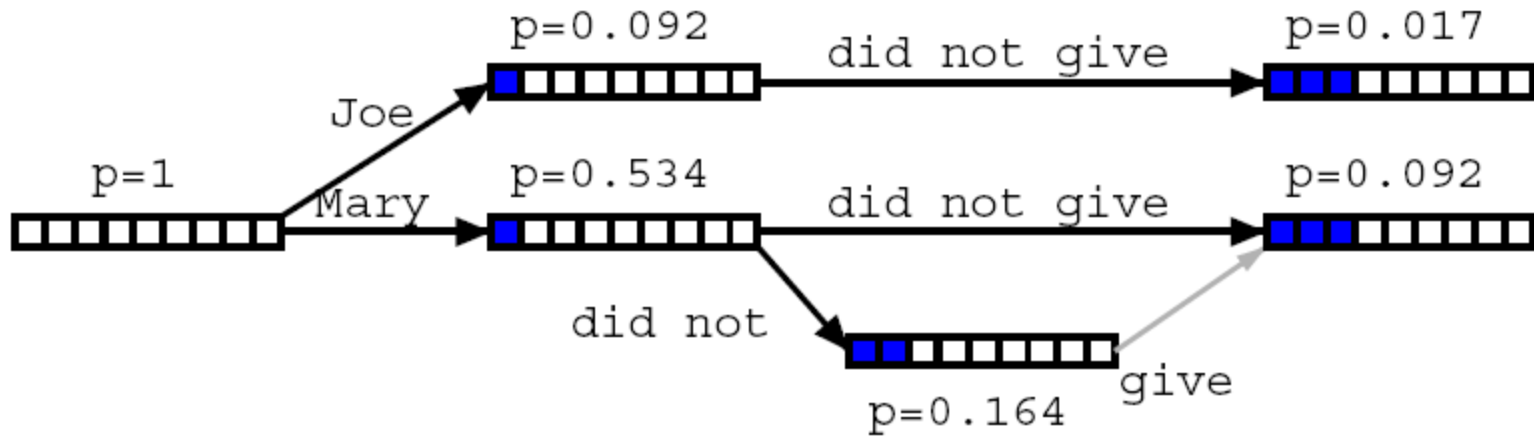 p=0.092
did not give
p=0.017
Joe
p=1
Mary
p=0.534
did not give
p=0.092
did not
give
p=0.164